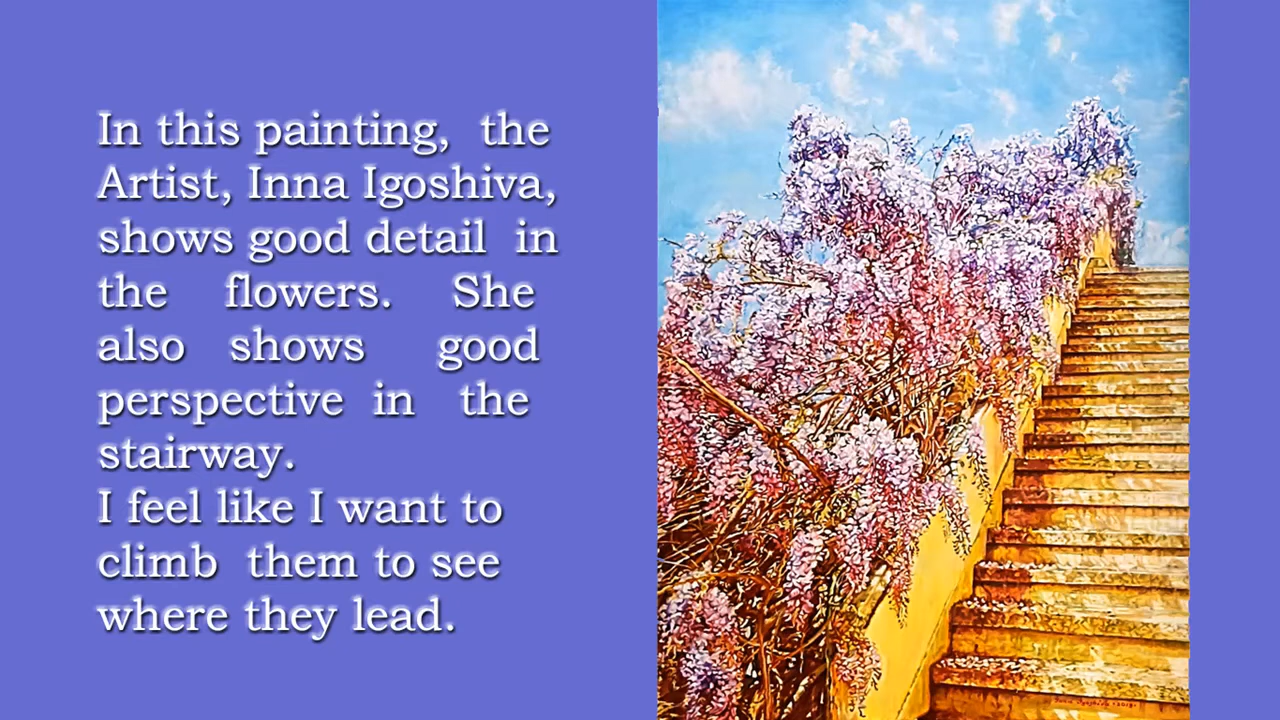 In this painting, the
Artist, Inna Igoshiva,
shows good detail in
the flowers. She
also shows good
perspective in the
stairway.
I feel like I want to
climb them to see
where they lead.